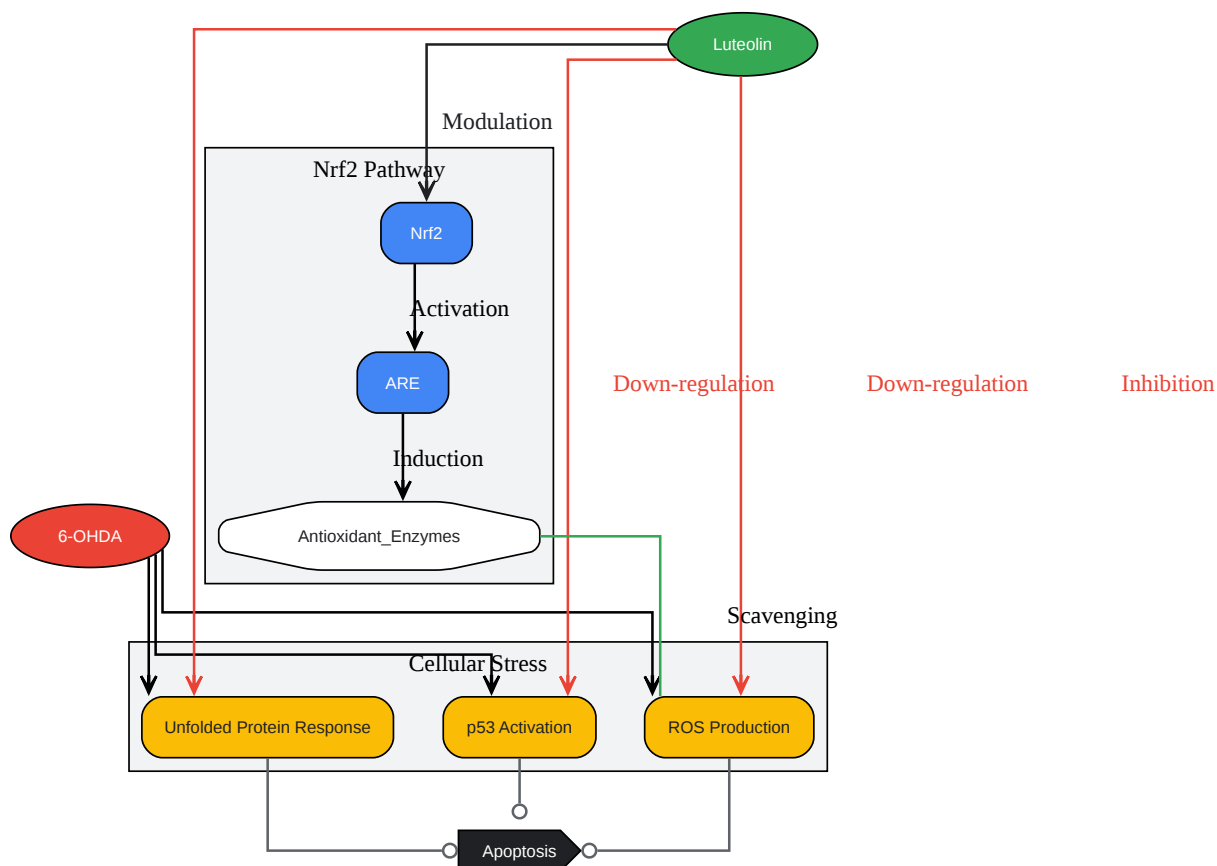 Luteolin
Modulation
Nrf2 Pathway
Nrf2
Activation
ARE
Down-regulation
Down-regulation
Inhibition
Induction
6-OHDA
Antioxidant_Enzymes
Scavenging
Cellular Stress
Unfolded Protein Response
p53 Activation
ROS Production
Apoptosis